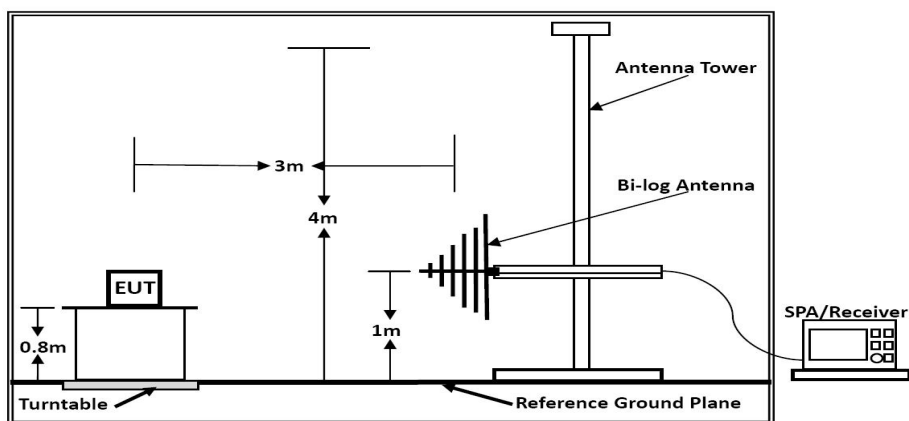 Antenna Tower
3m
Bi-log Antenna
4m
EUT
SPA/Receiver
1m
0.8m
Turntable
Reference Ground Plane